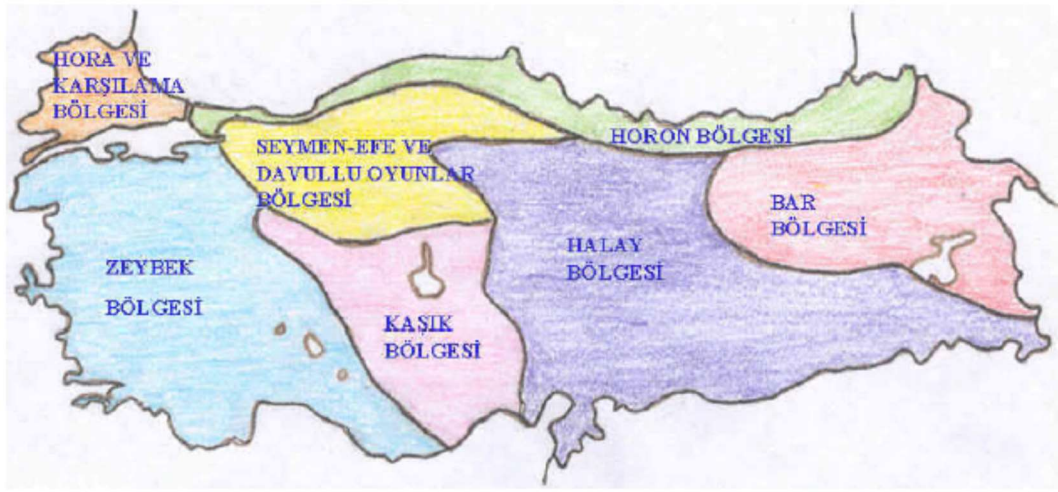 HORA VE
KARŞILAMA
BÖLGESİ
SEYMEN-EFE VE
DAVULLU OYUNLAR
BÖLGESİ
HORON BÖLGESİ
BAR
BÖLGESİ
HALAY
BÖLGESİ
ZEYBEK
BÖLGESİ
KAŞIK
BÖLGESİ